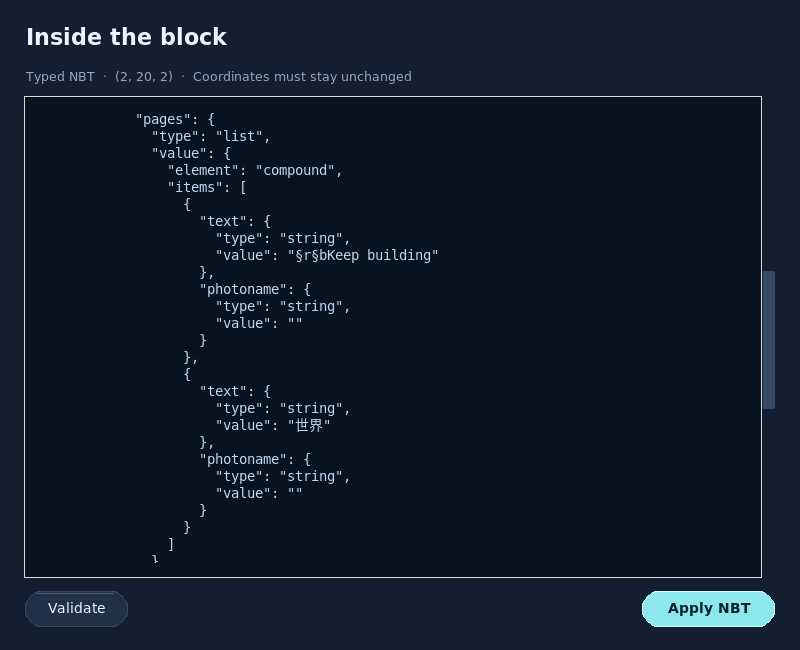 Inside the block
Typed NBT · (2, 20, 2) · Coordinates must stay unchanged
"pages": {
"type": "list",
"value": {
"element": "compound",
"items": [
{
"text": {
"type": "string",
"value": "§r§bKeep building"
},
"photoname": {
"type": "string",
"value": ""
}
},
{
"text": {
"type": "string",
"value": "世界"
},
"photoname": {
"type": "string",
"value": ""
}
}
]
}
Validate
Apply NBT